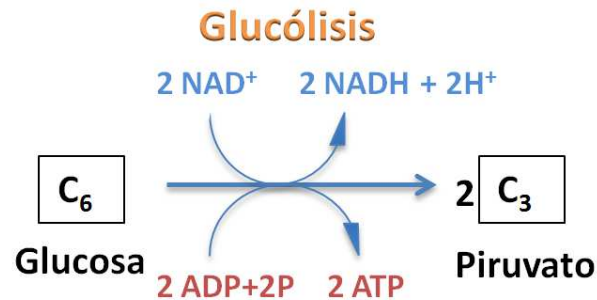 Glucólisis
2 NAD⁺ 2 NADH + 2H⁺
C₆ 2 C₃
Glucosa Piruvato
2 ADP+2P 2 ATP